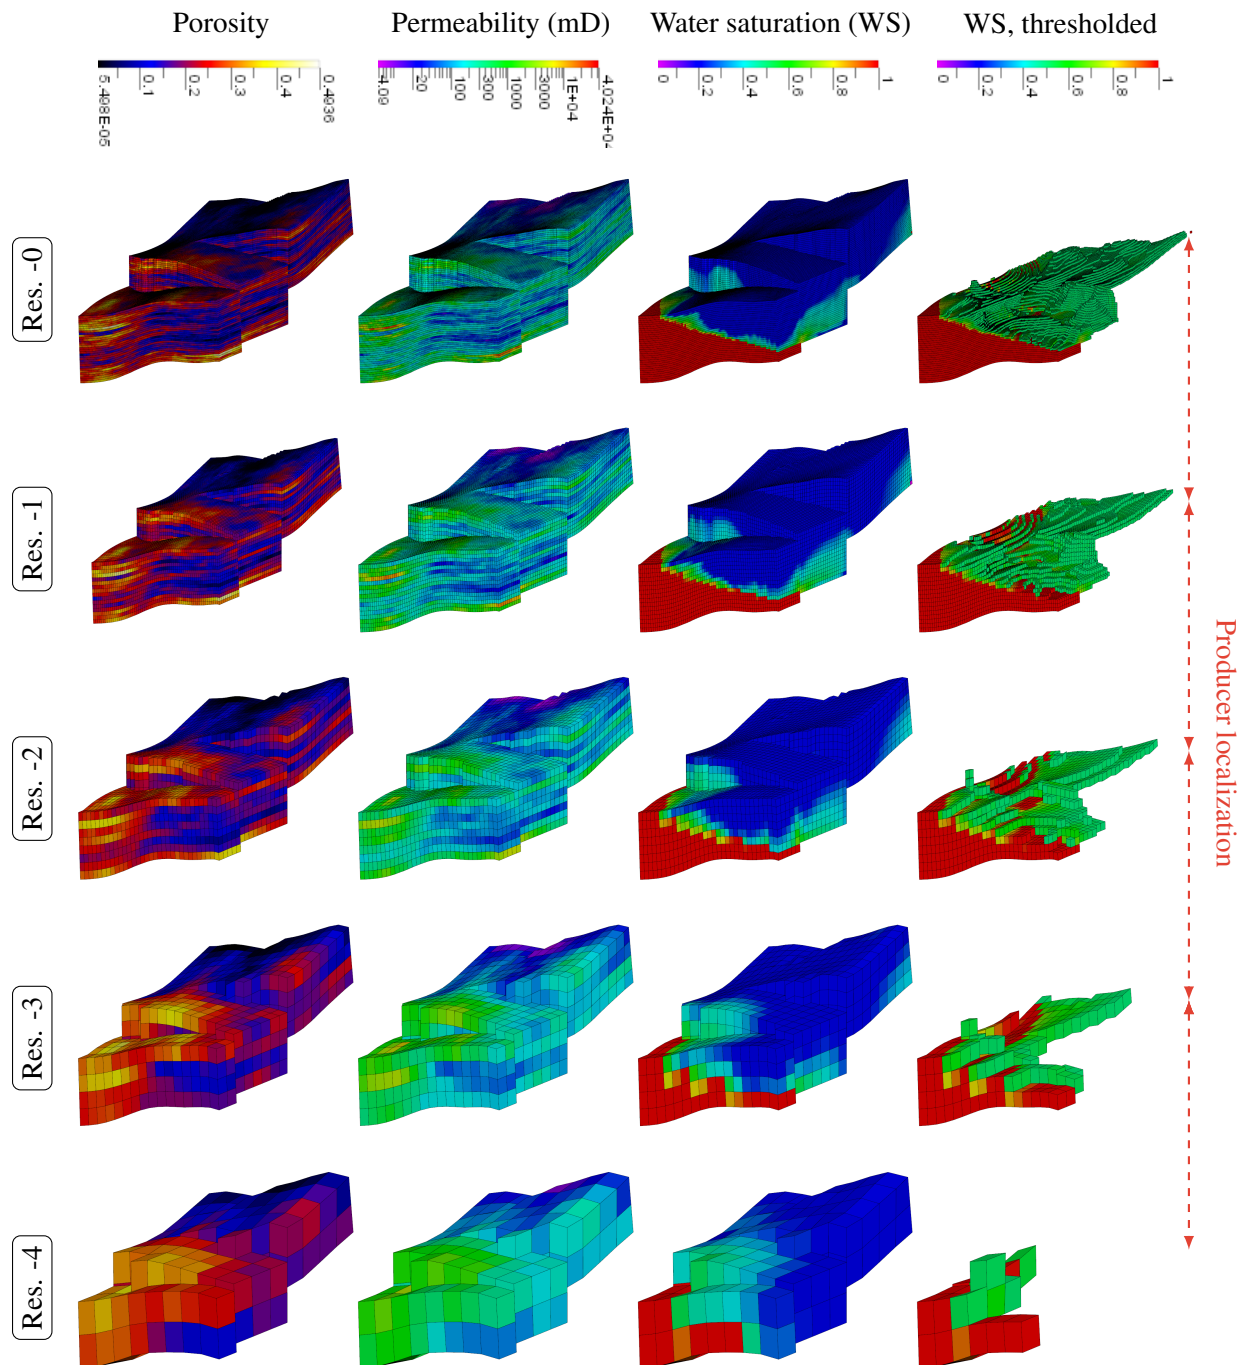 Porosity
Permeability (mD)
Water saturation (WS)
WS, thresholded
5.498E-05 0.1 0.2 0.3 0.4 0.4936
4.09 20 100 300 1000 3000 1E+04 4.024E+04
0 0.2 0.4 0.6 0.8 1
0 0.2 0.4 0.6 0.8 1
Res. -0
Res. -1
Res. -2
Res. -3
Res. -4
Producer localization